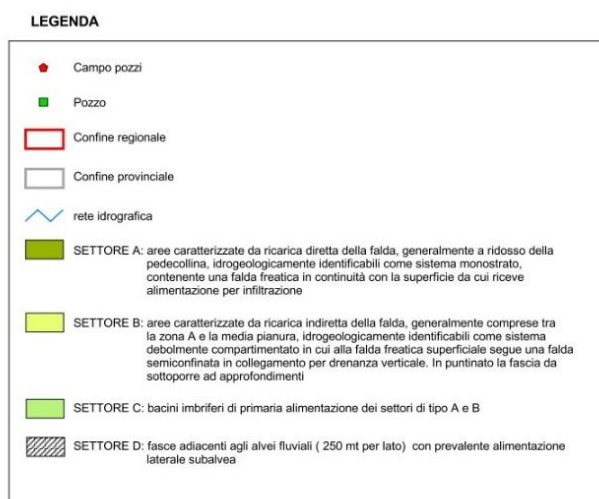 LEGENDA
Campo pozzi
Pozzo
Confine regionale
Confine provinciale
rete idrografica
SETTORE A: aree caratterizzate da ricarica diretta della falda, generalmente a ridosso della
pedecollina, idrogeologicamente identificabili come sistema monostrato,
contenente una falda freatica in continuità con la superficie da cui riceve
alimentazione per infiltrazione
SETTORE B: aree caratterizzate da ricarica indiretta della falda, generalmente comprese tra
la zona A e la media pianura, idrogeologicamente identificabili come sistema
debolmente compartimentato in cui alla falda freatica superficiale segue una falda
semiconfinata in collegamento per drenanza verticale. In puntinato la fascia da
sottoporre ad approfondimenti
SETTORE C: bacini imbriferi di primaria alimentazione dei settori di tipo A e B
SETTORE D: fasce adiacenti agli alvei fluviali ( 250 mt per lato) con prevalente alimentazione
laterale subalvea